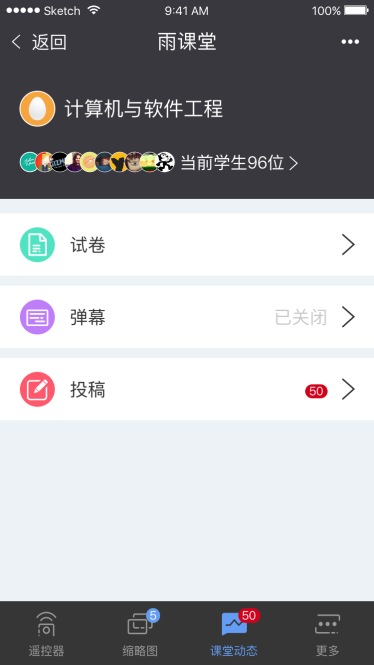 Sketch 9:41 AM 100%
返回 雨课堂
计算机与软件工程
当前学生96位
试卷
弹幕 已关闭
投稿 50
5 50
遥控器 缩略图 课堂动态 更多